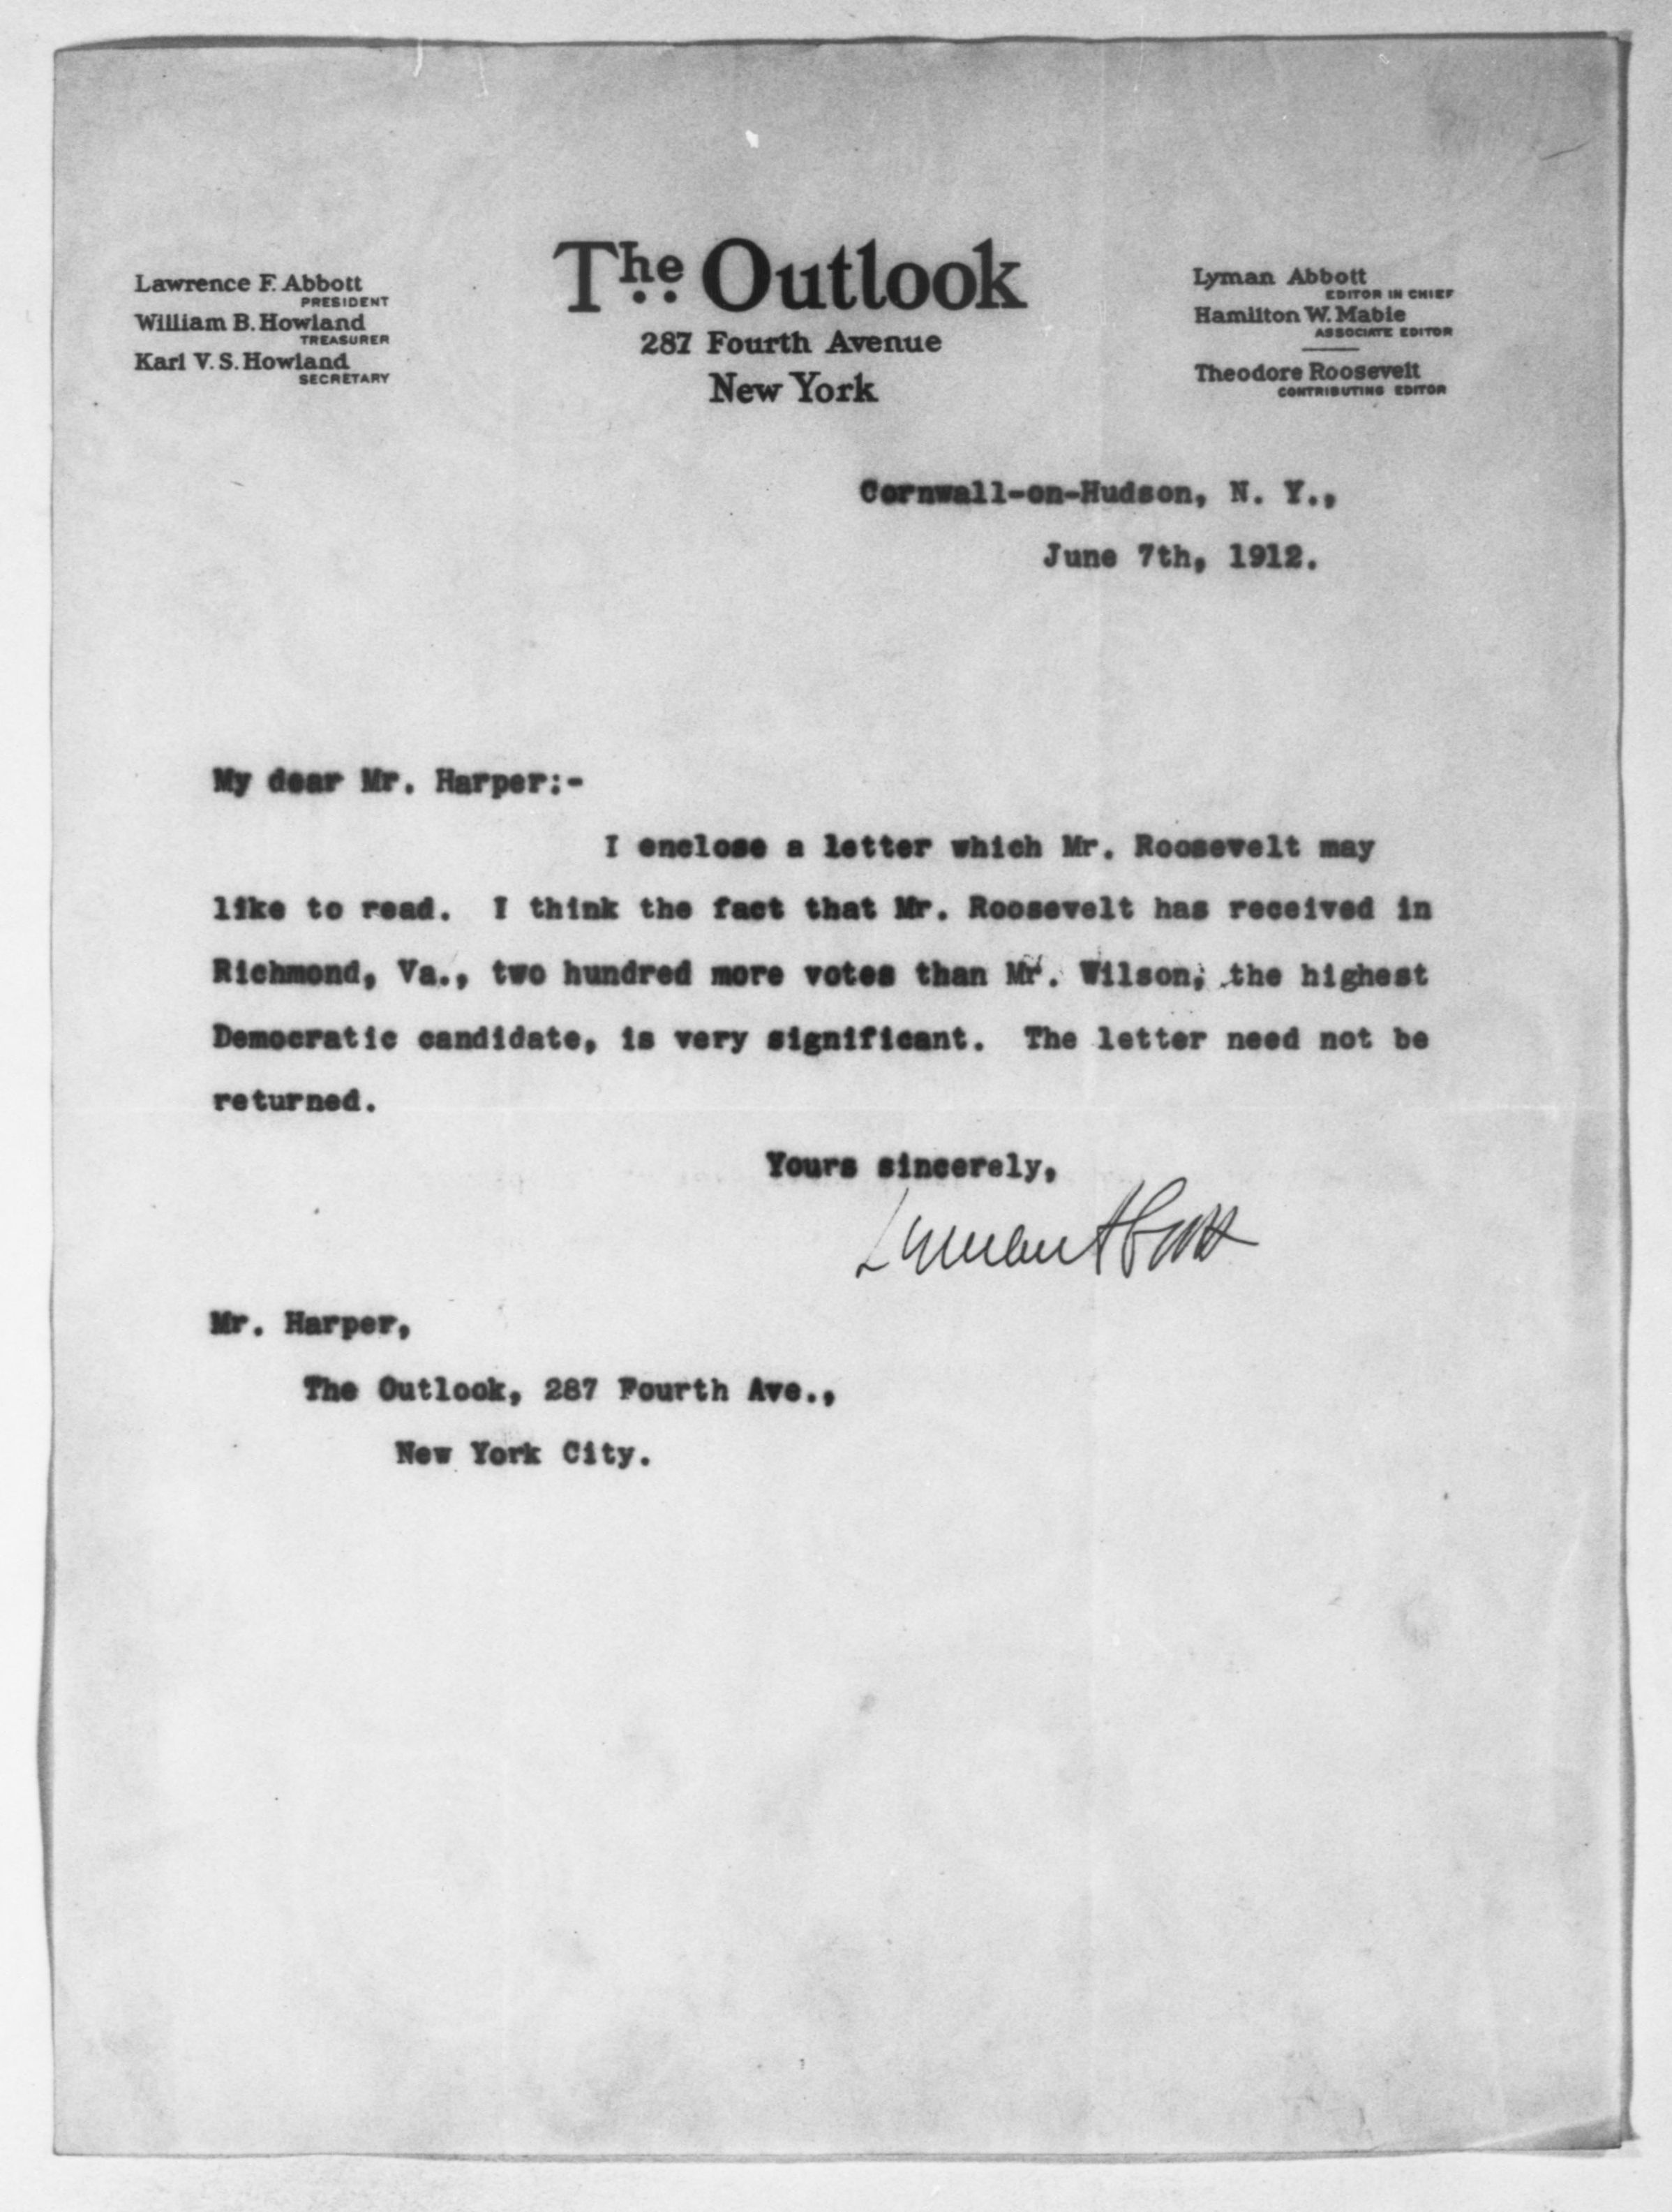 The Outlook
287 Fourth Avenue
New York
Lawrence F. Abbott
PRESIDENT
William B. Howland
TREASURER
Karl V. S. Howland
SECRETARY
Lyman Abbott
EDITOR IN CHIEF
Hamilton W. Mabie
ASSOCIATE EDITOR
Theodore Roosevelt
CONTRIBUTING EDITOR
Cornwall-on-Hudson, N. Y.,
June 7th, 1912.
My dear Mr. Harper:-
I enclose a letter which Mr. Roosevelt may
like to read. I think the fact that Mr. Roosevelt has received in
Richmond, Va., two hundred more votes than Mr. Wilson, the highest
Democratic candidate, is very significant. The letter need not be
returned.
Yours sincerely,
Lyman Abbott
Mr. Harper,
The Outlook, 287 Fourth Ave.,
New York City.